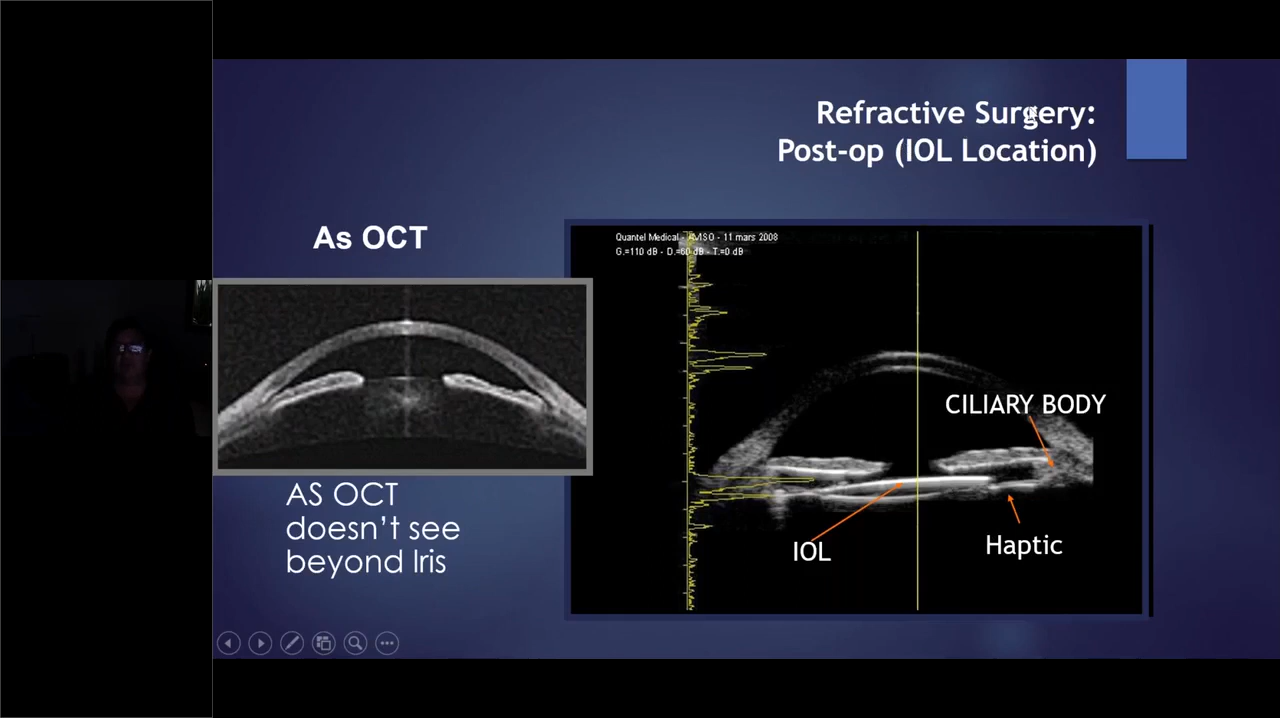 Refractive Surgery:
Post-op (IOL Location)
As OCT
Quantel Medical - AVISO - 11 mars 2008
G.=110 dB - D.=60 dB - T.=0 dB
CILIARY BODY
AS OCT
doesn't see
beyond Iris
IOL
Haptic